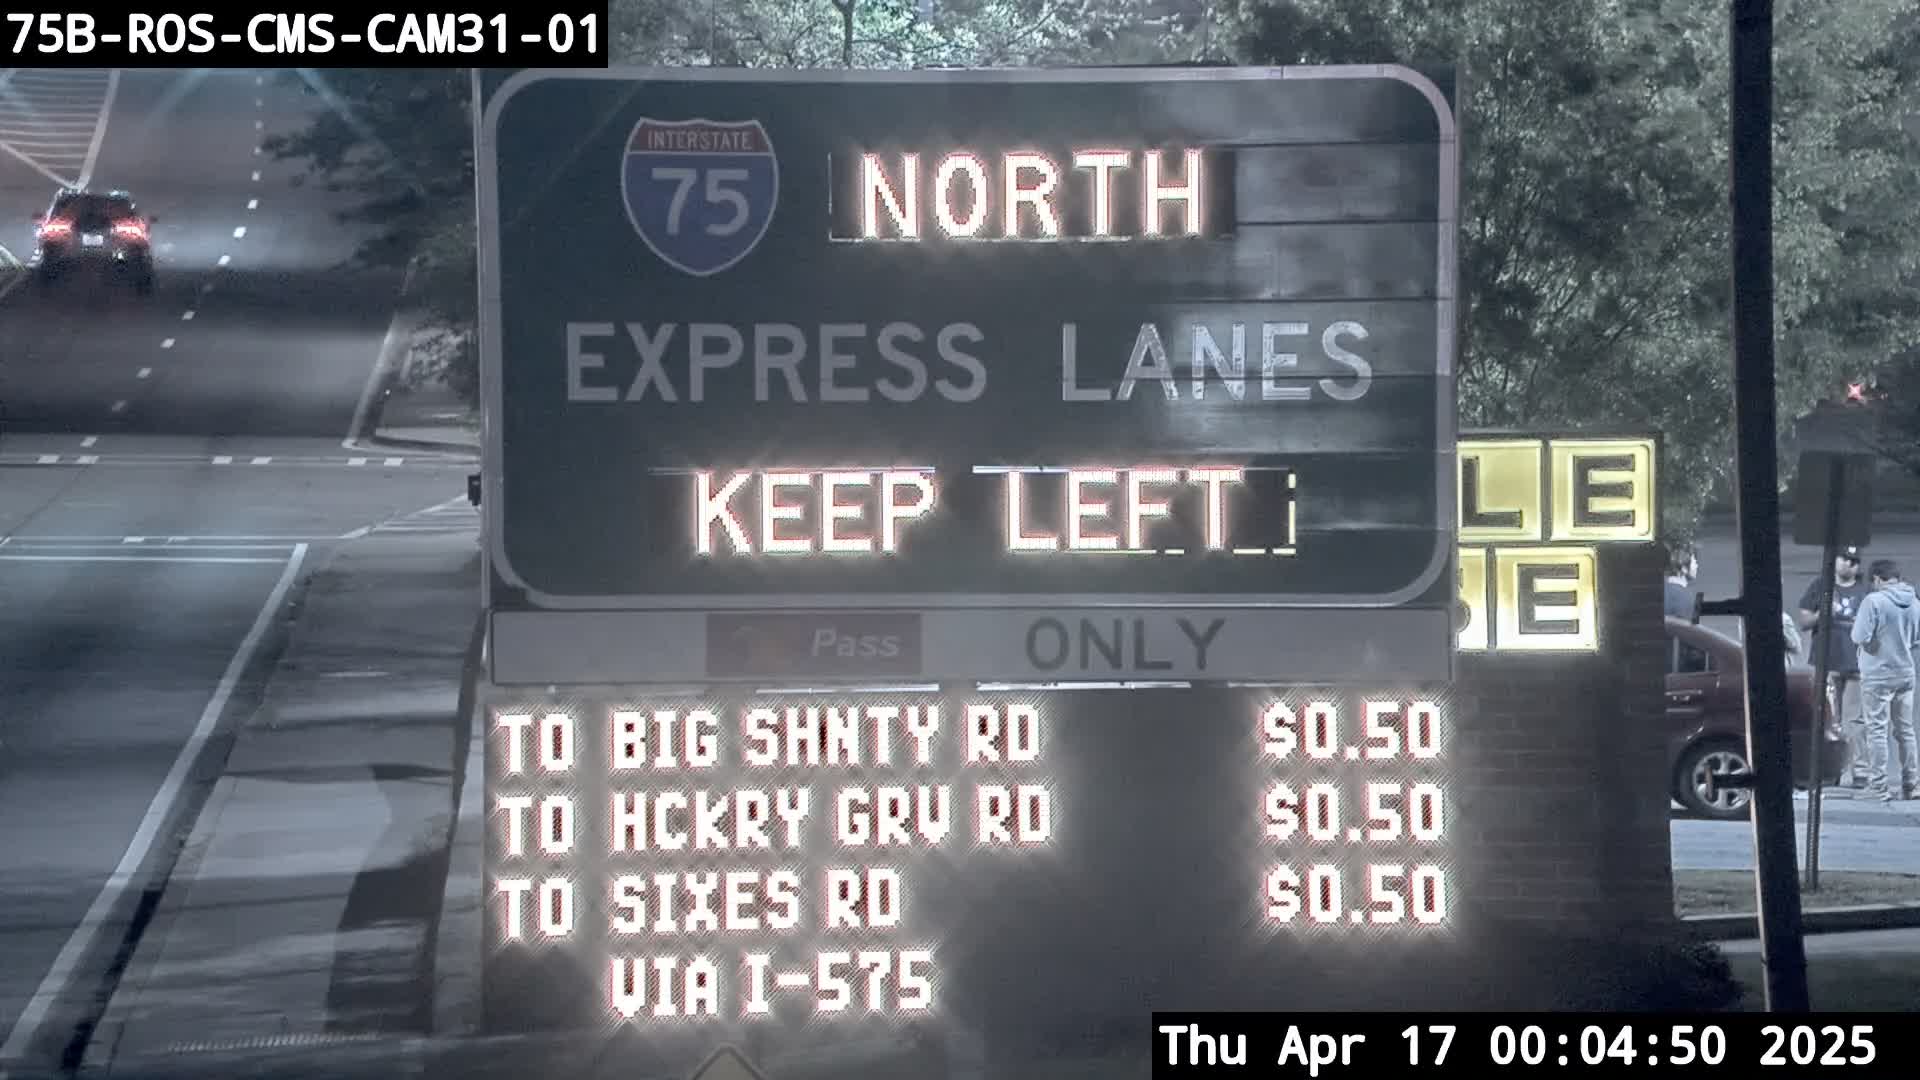 75B-ROS-CMS-CAM31-01
INTERSTATE
75
NORTH
EXPRESS LANES
KEEP LEFT
Pass ONLY
TO BIG SHNTY RD $0.50
TO HCKRY GRV RD $0.50
TO SIXES RD $0.50
VIA I-575
LE
E
Thu Apr 17 00:04:50 2025